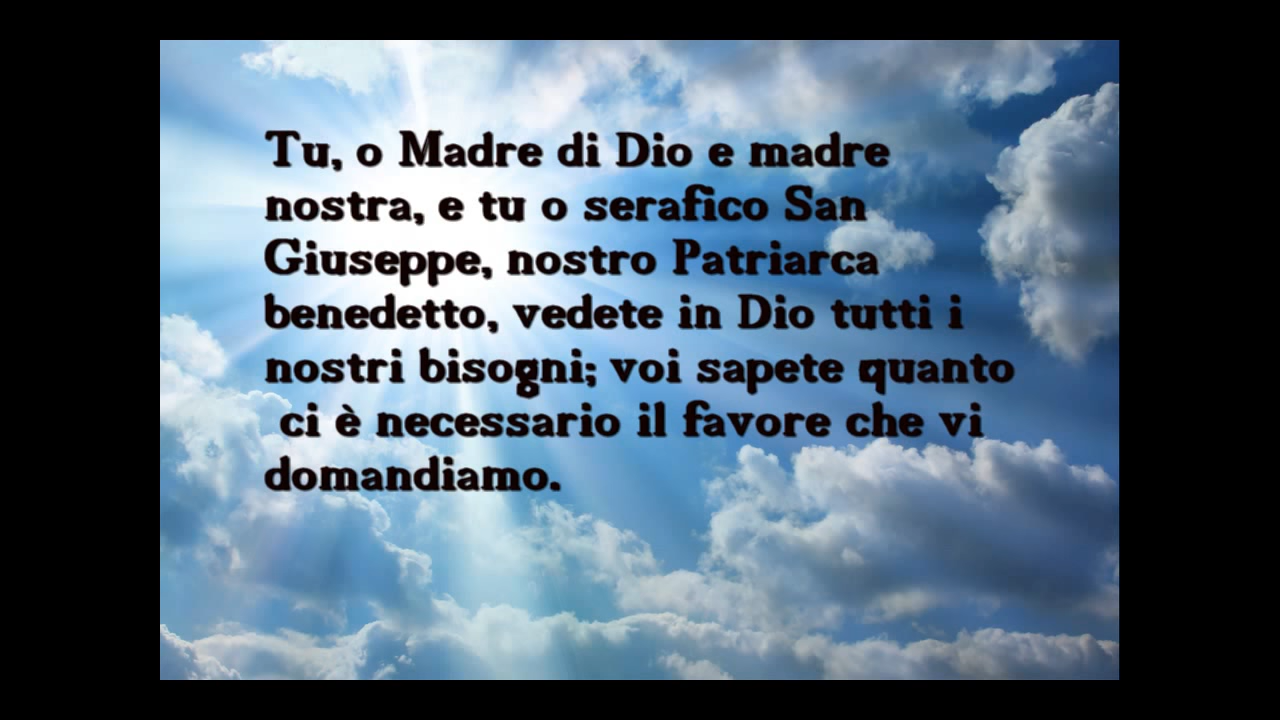 Tu, o Madre di Dio e madre
nostra, e tu o serafico San
Giuseppe, nostro Patriarca
benedetto, vedete in Dio tutti i
nostri bisogni; voi sapete quanto
ci è necessario il favore che vi
domandiamo.